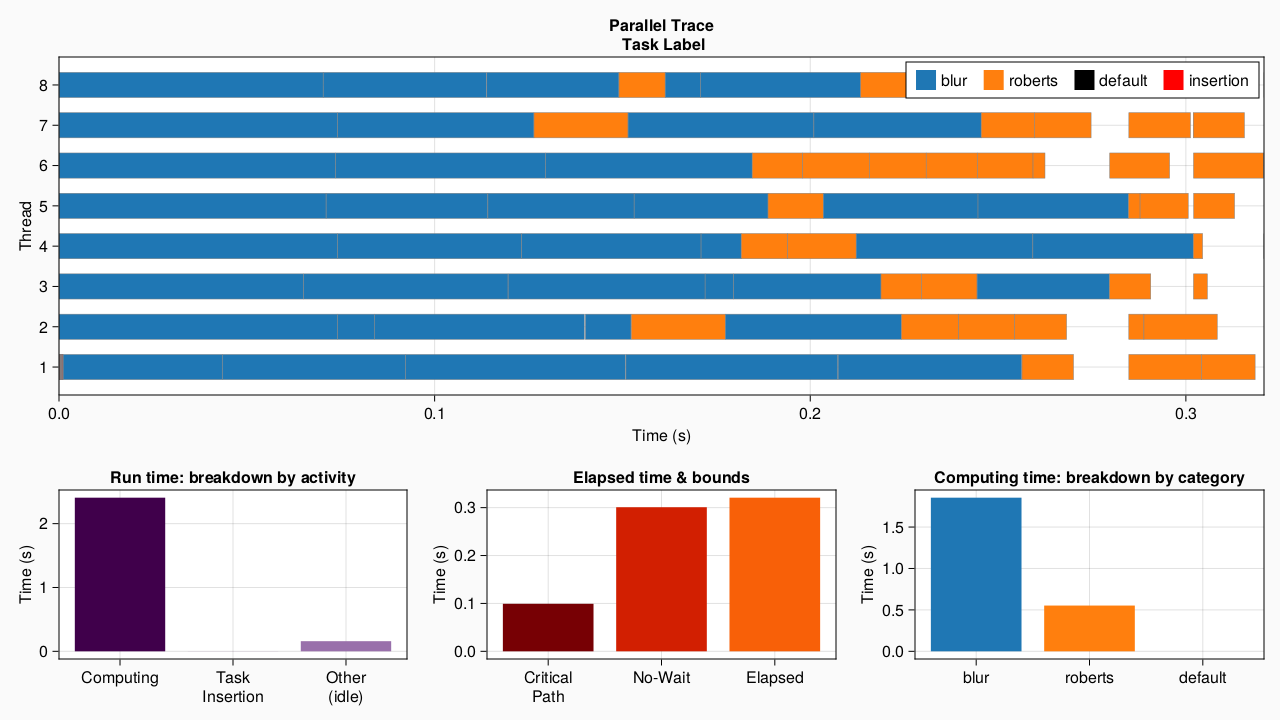 Parallel Trace
Task Label
blur
roberts
default
insertion
8
7
6
5
4
3
2
1
Thread
0.0
0.1
0.2
0.3
Time (s)
Run time: breakdown by activity
2
1
0
Time (s)
Computing
Task
Insertion
Other
(idle)
Elapsed time & bounds
0.3
0.2
0.1
0.0
Time (s)
Critical
Path
No-Wait
Elapsed
Computing time: breakdown by category
1.5
1.0
0.5
0.0
Time (s)
blur
roberts
default